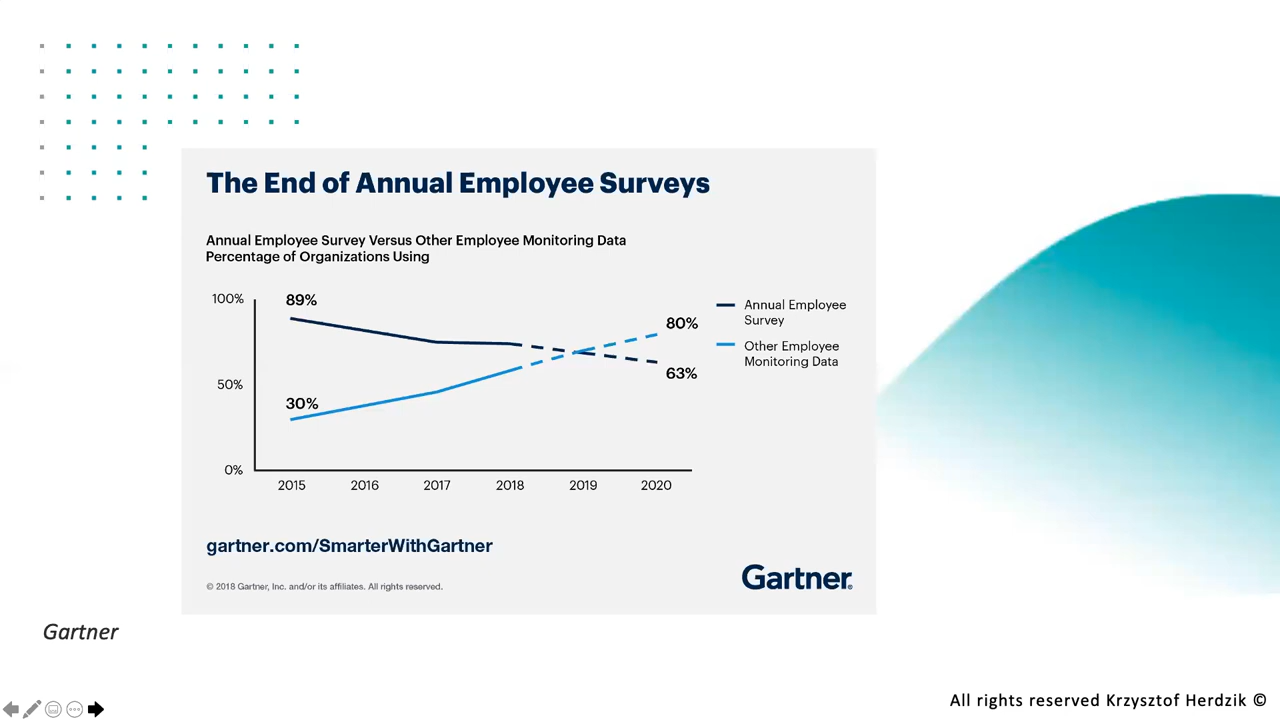 The End of Annual Employee Surveys
Annual Employee Survey Versus Other Employee Monitoring Data
Percentage of Organizations Using
100%
89%
Annual Employee
Survey
80%
Other Employee
Monitoring Data
63%
50%
30%
0%
2015 2016 2017 2018 2019 2020
gartner.com/SmarterWithGartner
Gartner®
© 2018 Gartner, Inc. and/or its affiliates. All rights reserved.
Gartner
All rights reserved Krzysztof Herdzik ©